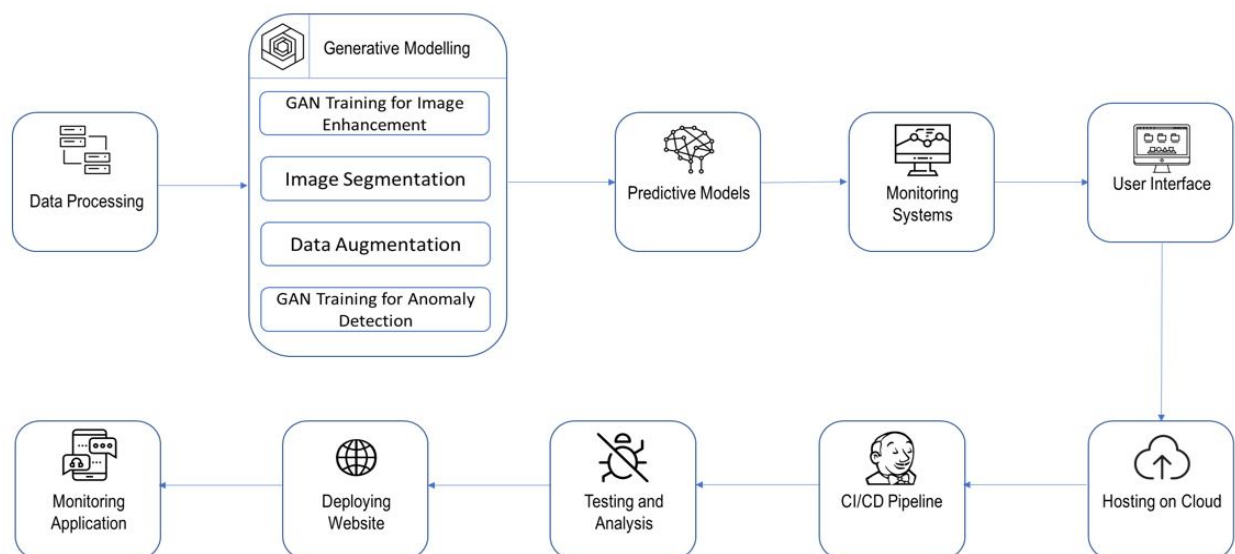 Generative Modelling
GAN Training for Image
Enhancement
Image Segmentation
Data Augmentation
GAN Training for Anomaly
Detection
Data Processing
Predictive Models
Monitoring
Systems
User Interface
Monitoring
Application
Deploying
Website
Testing and
Analysis
CI/CD Pipeline
Hosting on Cloud